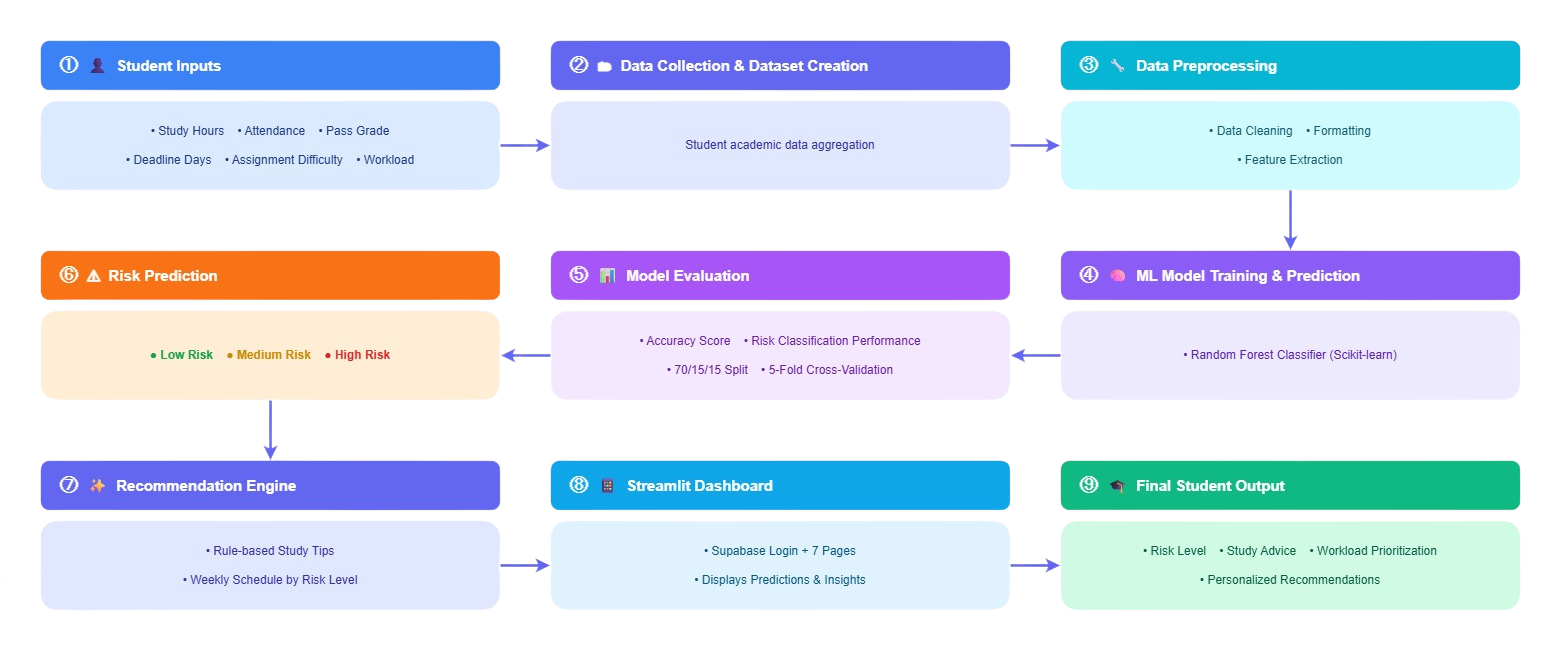 ① Student Inputs
• Study Hours • Attendance • Pass Grade
• Deadline Days • Assignment Difficulty • Workload
② Data Collection & Dataset Creation
Student academic data aggregation
③ Data Preprocessing
• Data Cleaning • Formatting
• Feature Extraction
④ ML Model Training & Prediction
• Random Forest Classifier (Scikit-learn)
⑤ Model Evaluation
• Accuracy Score • Risk Classification Performance
• 70/15/15 Split • 5-Fold Cross-Validation
⑥ Risk Prediction
● Low Risk ● Medium Risk ● High Risk
⑦ Recommendation Engine
• Rule-based Study Tips
• Weekly Schedule by Risk Level
⑧ Streamlit Dashboard
• Supabase Login + 7 Pages
• Displays Predictions & Insights
⑨ Final Student Output
• Risk Level • Study Advice • Workload Prioritization
• Personalized Recommendations